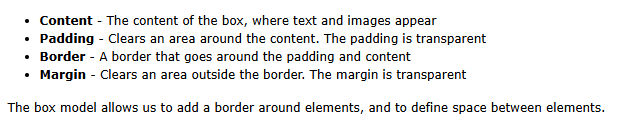 • Content - The content of the box, where text and images appear
• Padding - Clears an area around the content. The padding is transparent
• Border - A border that goes around the padding and content
• Margin - Clears an area outside the border. The margin is transparent
The box model allows us to add a border around elements, and to define space between elements.